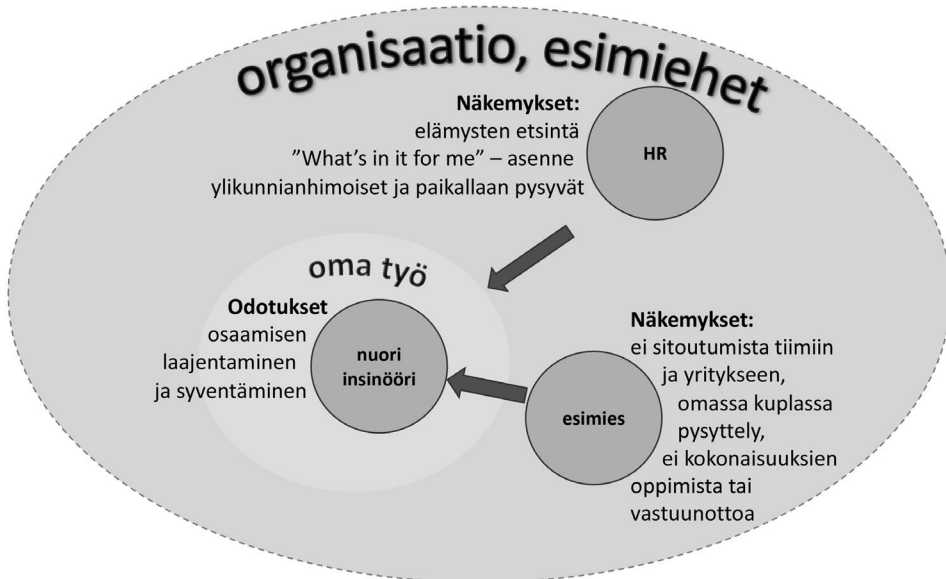 organisaatio, esimiehet
Näkemykset:
elämysten etsintä
”What’s in it for me” – asenne
ylikunnianhimoiset ja paikallaan pysyvät
HR
oma työ
Odotukset
osaamisen
laajentaminen
ja syventäminen
nuori
insinööri
Näkemykset:
ei sitoutumista tiimiin
ja yritykseen,
omassa kuplassa
pysyttely,
ei kokonaisuuksien
oppimista tai
vastuunottoa
esimies